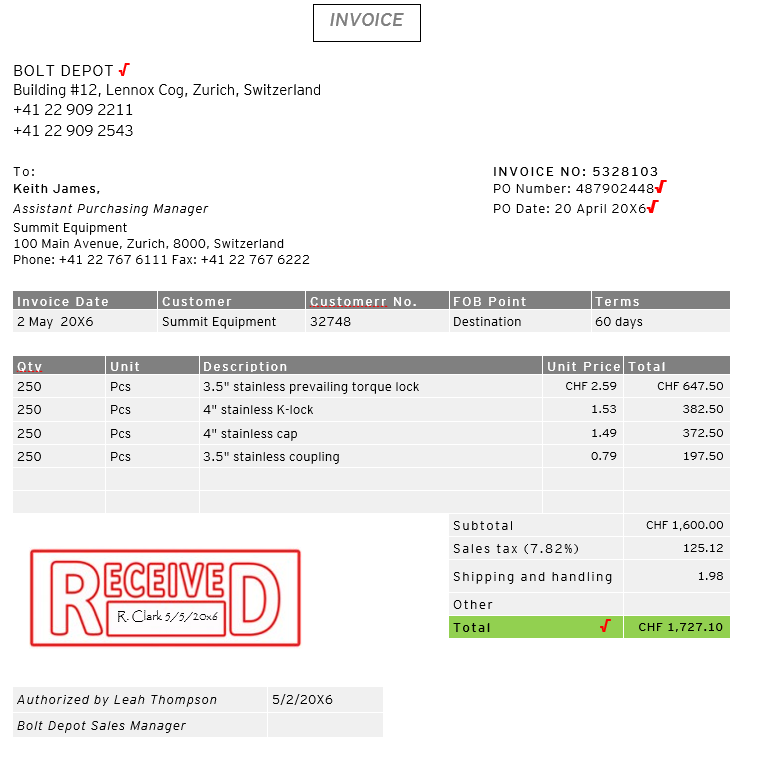 INVOICE
BOLT DEPOT √
Building #12, Lennox Cog, Zurich, Switzerland
+41 22 909 2211
+41 22 909 2543
To:
Keith James,
Assistant Purchasing Manager
Summit Equipment
100 Main Avenue, Zurich, 8000, Switzerland
Phone: +41 22 767 6111 Fax: +41 22 767 6222
INVOICE NO: 5328103
PO Number: 487902448√
PO Date: 20 April 20X6√
Invoice Date Customer Customerr No. FOB Point Terms
2 May 20X6 Summit Equipment 32748 Destination 60 days
Qty Unit Description Unit Price Total
250 Pcs 3.5" stainless prevailing torque lock CHF 2.59 CHF 647.50
250 Pcs 4" stainless K-lock 1.53 382.50
250 Pcs 4" stainless cap 1.49 372.50
250 Pcs 3.5" stainless coupling 0.79 197.50
Subtotal CHF 1,600.00
Sales tax (7.82%) 125.12
Shipping and handling 1.98
Other
Total √ CHF 1,727.10
RECEIVED
R. Clark 5/5/20x6
Authorized by Leah Thompson 5/2/20X6
Bolt Depot Sales Manager